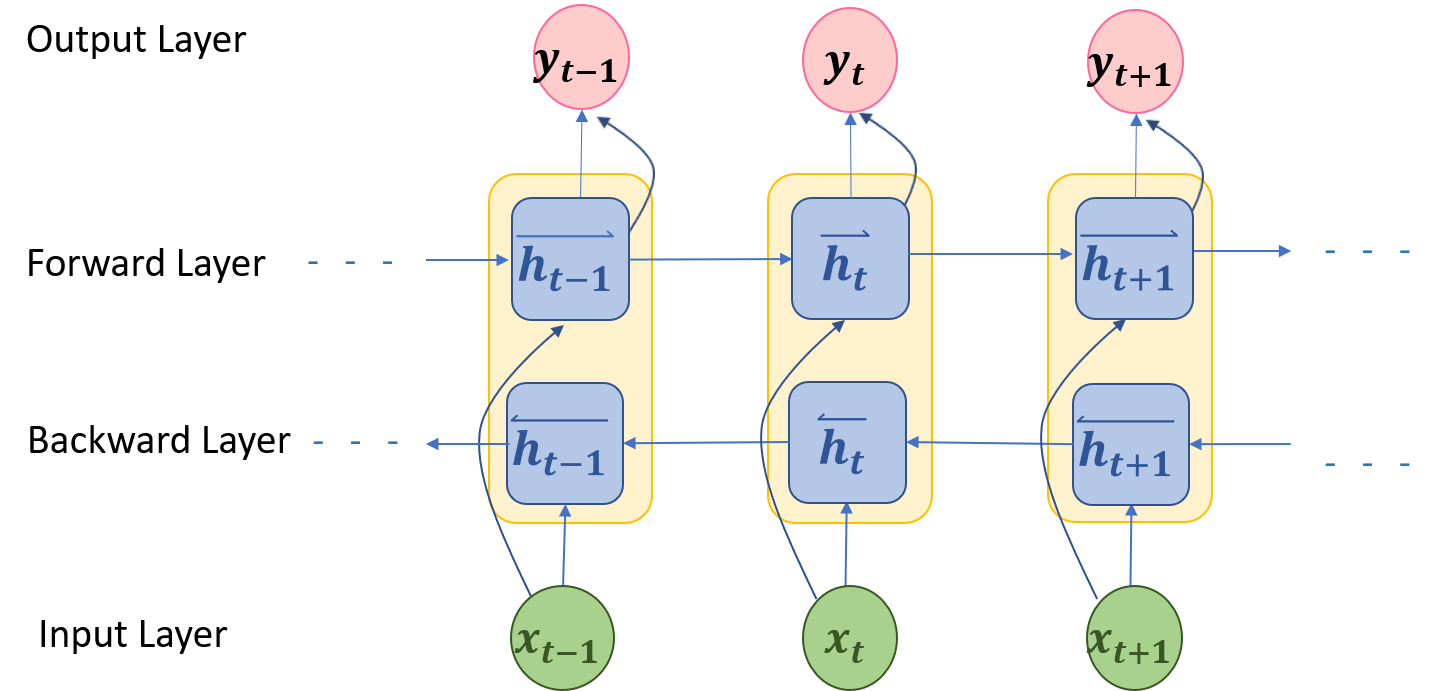 Output Layer
y_{t−1} y_t y_{t+1}
Forward Layer - - - \overrightarrow{h_{t−1}} \overrightarrow{h_t} \overrightarrow{h_{t+1}} - - -
Backward Layer - - - \overleftarrow{h_{t−1}} \overleftarrow{h_t} \overleftarrow{h_{t+1}} - - -
Input Layer x_{t−1} x_t x_{t+1}